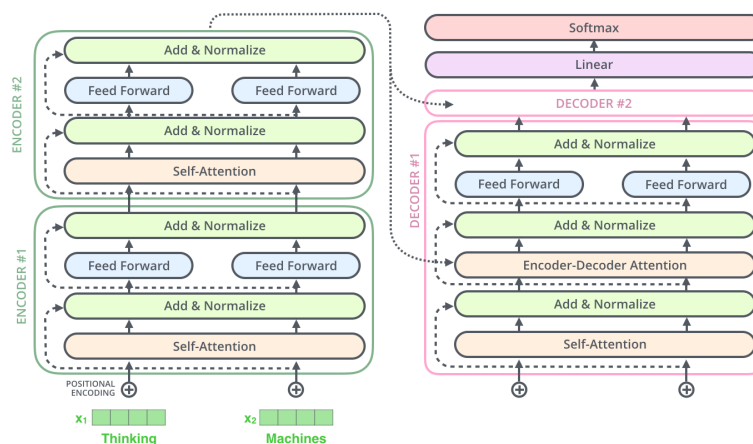 ENCODER #2
Add & Normalize
Feed Forward
Feed Forward
Add & Normalize
Self-Attention
ENCODER #1
Add & Normalize
Feed Forward
Feed Forward
Add & Normalize
Self-Attention
POSITIONAL
ENCODING
x1
x2
Thinking
Machines
Softmax
Linear
DECODER #2
DECODER #1
Add & Normalize
Feed Forward
Feed Forward
Add & Normalize
Encoder-Decoder Attention
Add & Normalize
Self-Attention